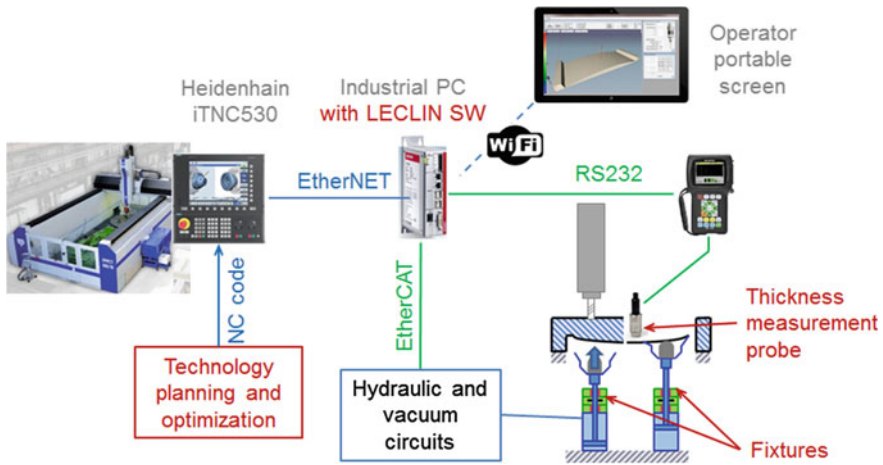 Operator
portable
screen
Heidenhain
iTNC530
Industrial PC
with LECLIN SW
WiFi
EtherNET
RS232
NC code
EtherCAT
Thickness
measurement
probe
Technology
planning and
optimization
Hydraulic and
vacuum
circuits
Fixtures